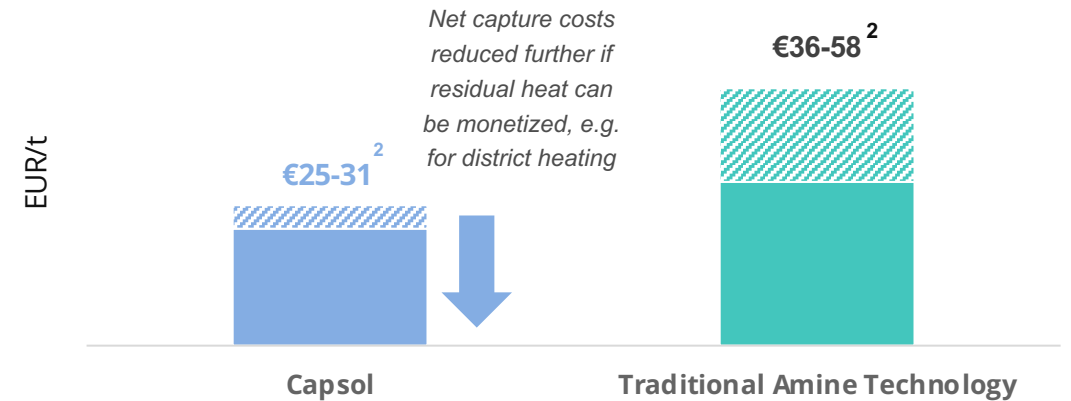 Net capture costs
reduced further if
residual heat can
be monetized, e.g.
for district heating
€36-58 2
€25-31 2
EUR/t
Capsol
Traditional Amine Technology